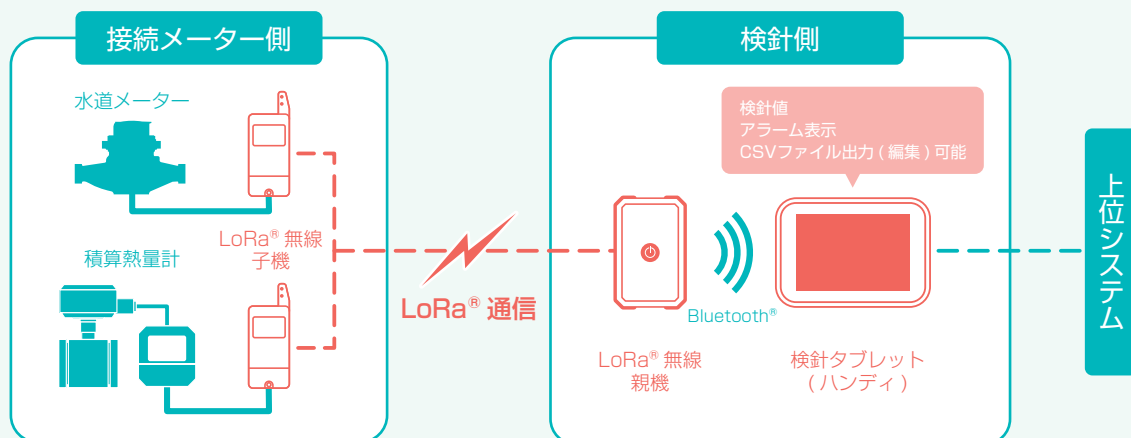 接続メーター側
水道メーター
LoRa® 無線
子機
積算熱量計
LoRa® 通信
検針側
検針値
アラーム表示
CSVファイル出力 ( 編集 ) 可能
Bluetooth®
LoRa® 無線
親機
検針タブレット
( ハンディ )
上位システム